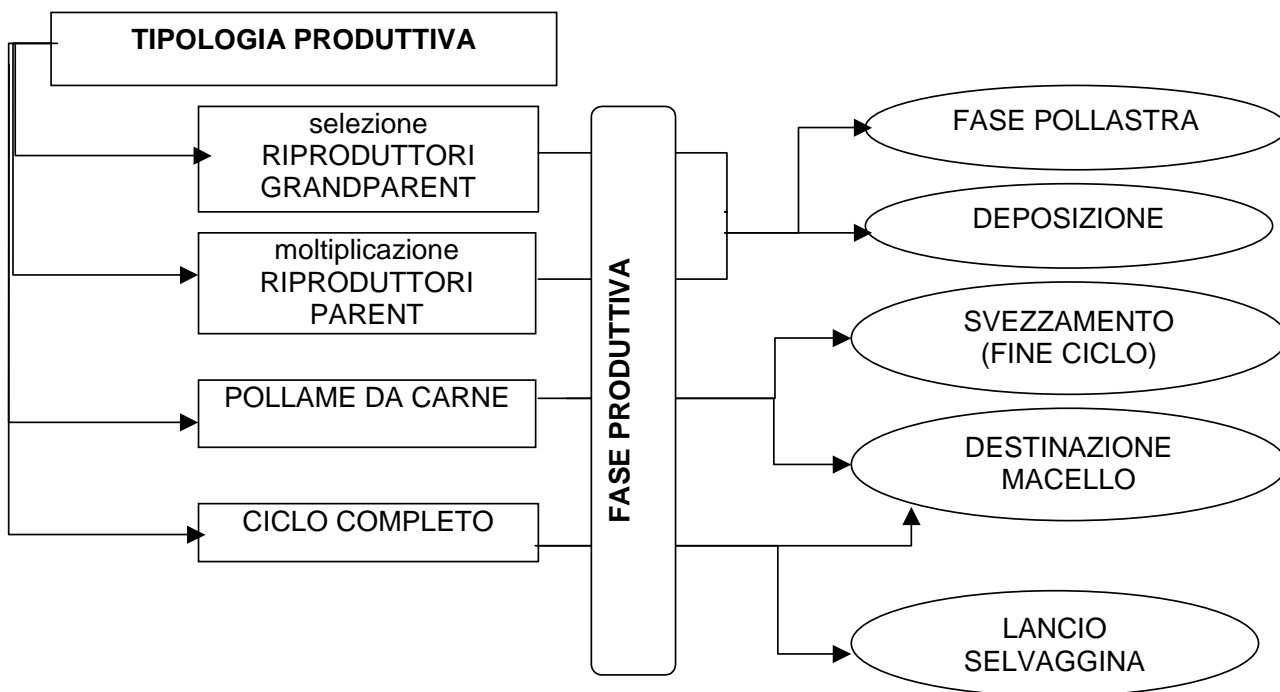 TIPOLOGIA PRODUTTIVA
selezione
RIPRODUTTORI
GRANDPARENT
moltiplicazione
RIPRODUTTORI
PARENT
POLLAME DA CARNE
CICLO COMPLETO
FASE PRODUTTIVA
FASE POLLASTRA
DEPOSIZIONE
SVEZZAMENTO
(FINE CICLO)
DESTINAZIONE
MACELLO
LANCIO
SELVAGGINA